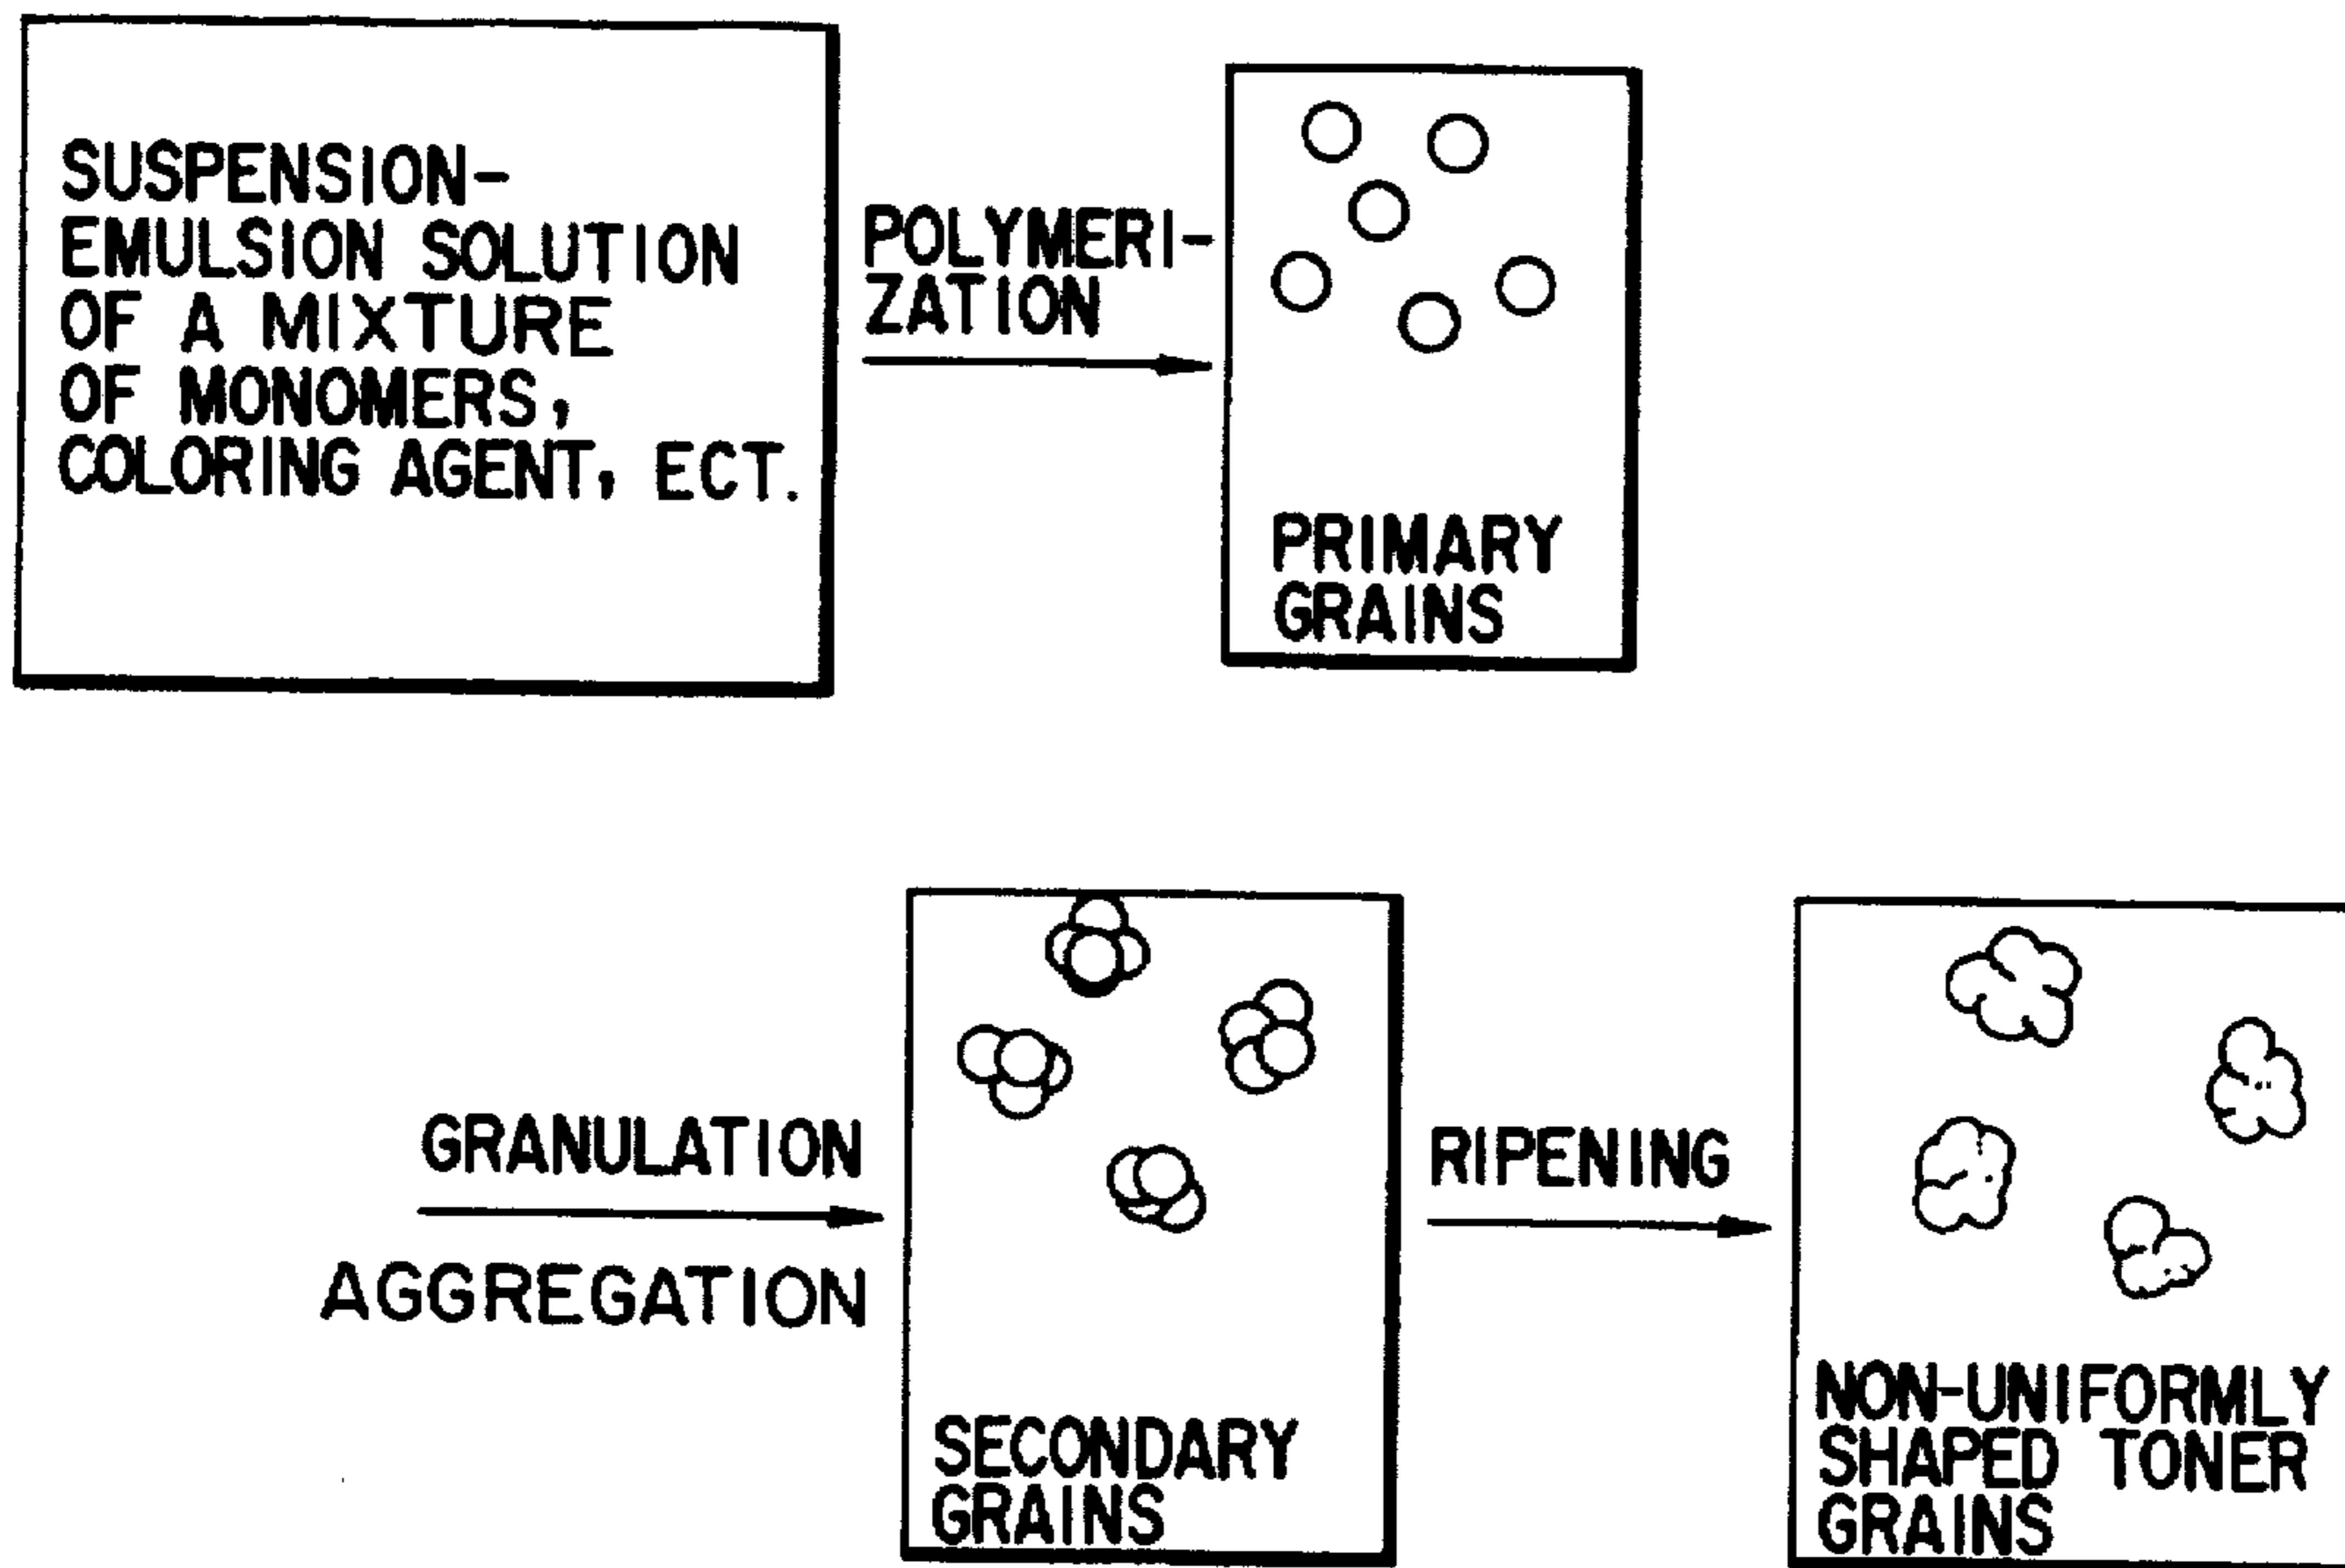 SUSPENSION-
EMULSION SOLUTION
OF A MIXTURE
OF MONOMERS,
COLORING AGENT, ECT.
POLYMERI-
ZATION
PRIMARY
GRAINS
GRANULATION
AGGREGATION
SECONDARY
GRAINS
RIPENING
NON-UNIFORMLY
SHAPED TONER
GRAINS